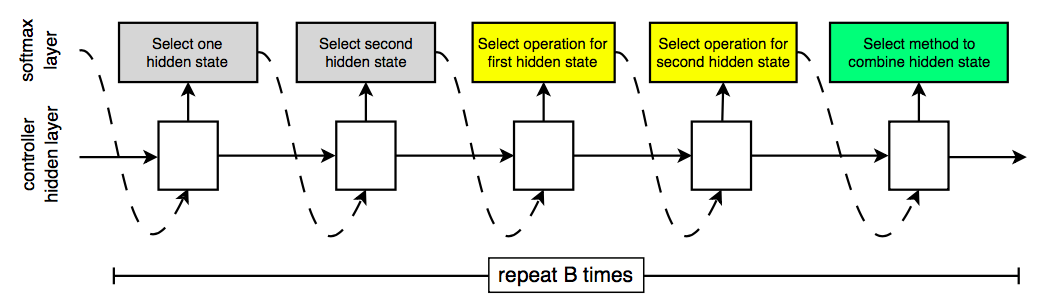 softmax
layer
Select one
hidden state
Select second
hidden state
Select operation for
first hidden state
Select operation for
second hidden state
Select method to
combine hidden state
controller
hidden layer
repeat B times